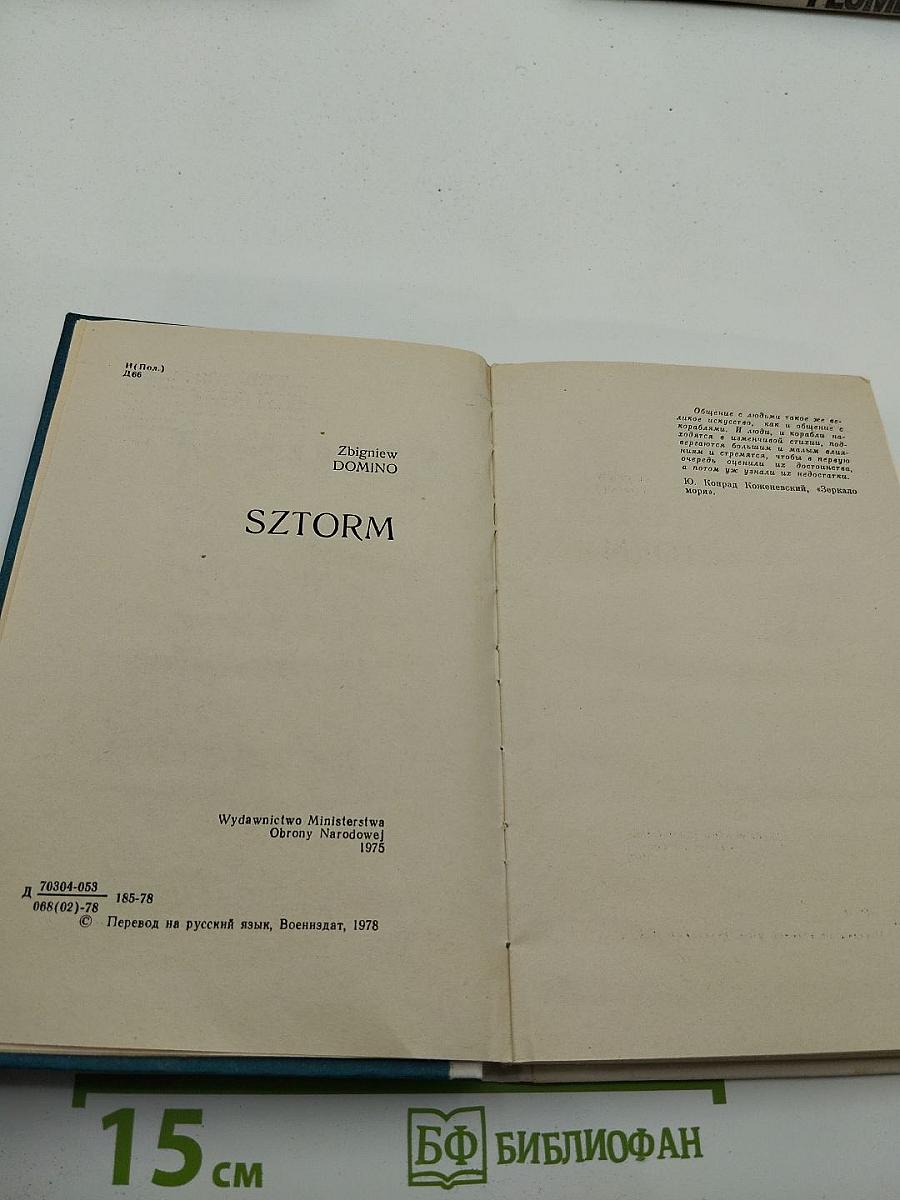 И(Пол.)
Д66
Zbigniew
DOMINO
SZTORM
Wydawnictwo Ministerstwa
Obrony Narodowej
1975
Д 70304-053 185-78
068(02)-78
© Перевод на русский язык, Воениздат, 1978
Общение с людьми такое же ве-
ликое искусство, как и общение с
кораблями. И люди, и корабли на-
ходятся в изменчивой стихии, под-
вергаются большим и малым влия-
ниям и стремятся, чтобы в первую
очередь оценили их достоинства,
а потом уж узнали их недостатки.
Ю. Конрад Коженевский, «Зеркало
моря».
15 см
БФ БИБЛИОФАН